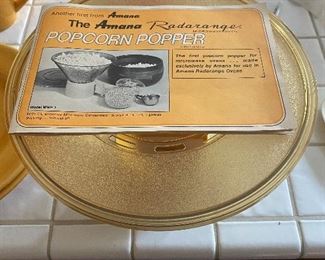 Another first from Amana
The Amana Radarange
POPCORN POPPER
The first popcorn popper for
microwave ovens . . . made
exclusively by Amana for use in
Amana Radarange Ovens
Model